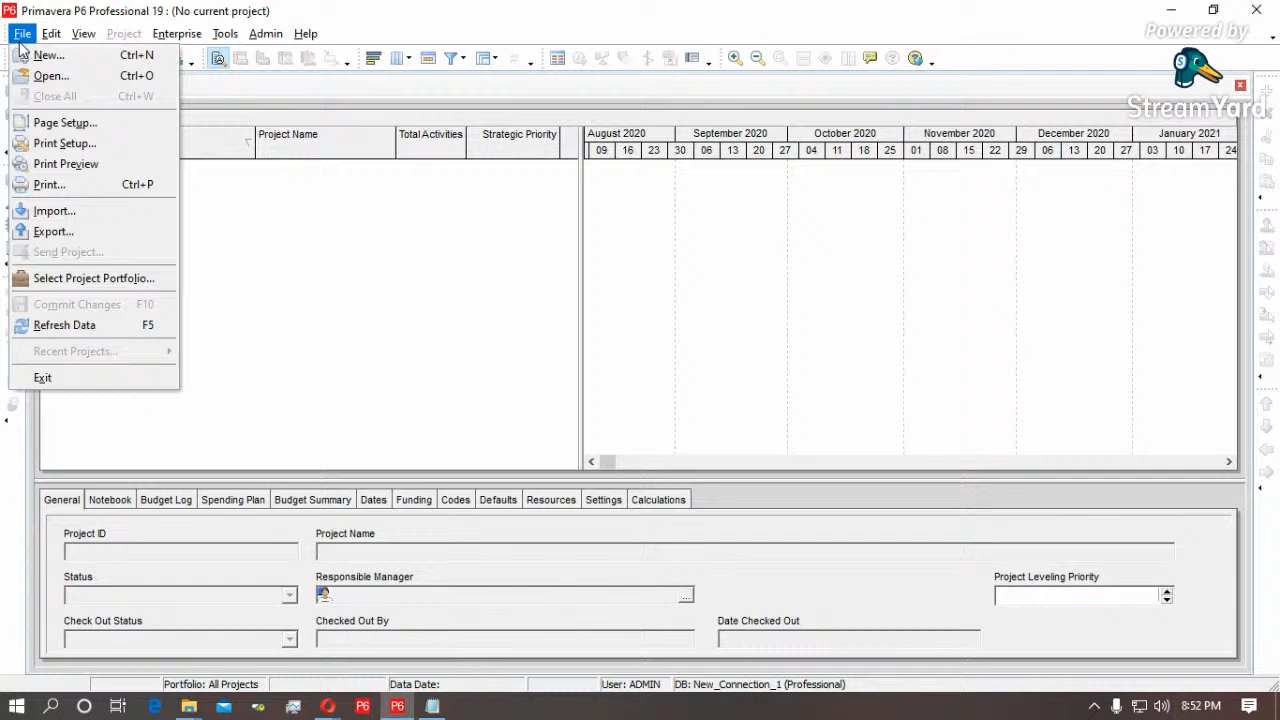 Primavera P6 Professional 19 : (No current project)
File Edit View Project Enterprise Tools Admin Help
Powered by
StreamYard
New... Ctrl+N
Open... Ctrl+O
Close All Ctrl+W
Page Setup...
Print Setup...
Print Preview
Print... Ctrl+P
Import...
Export...
Send Project...
Select Project Portfolio...
Commit Changes F10
Refresh Data F5
Recent Projects...
Exit
Project Name Total Activities Strategic Priority
August 2020 September 2020 October 2020 November 2020 December 2020 January 2021
09 16 23 30 06 13 20 27 04 11 18 25 01 08 15 22 29 06 13 20 27 03 10 17 24
General Notebook Budget Log Spending Plan Budget Summary Dates Funding Codes Defaults Resources Settings Calculations
Project ID Project Name
Status Responsible Manager Project Leveling Priority
...
Check Out Status Checked Out By Date Checked Out
Portfolio: All Projects Data Date: User: ADMIN DB: New_Connection_1 (Professional)
8:52 PM